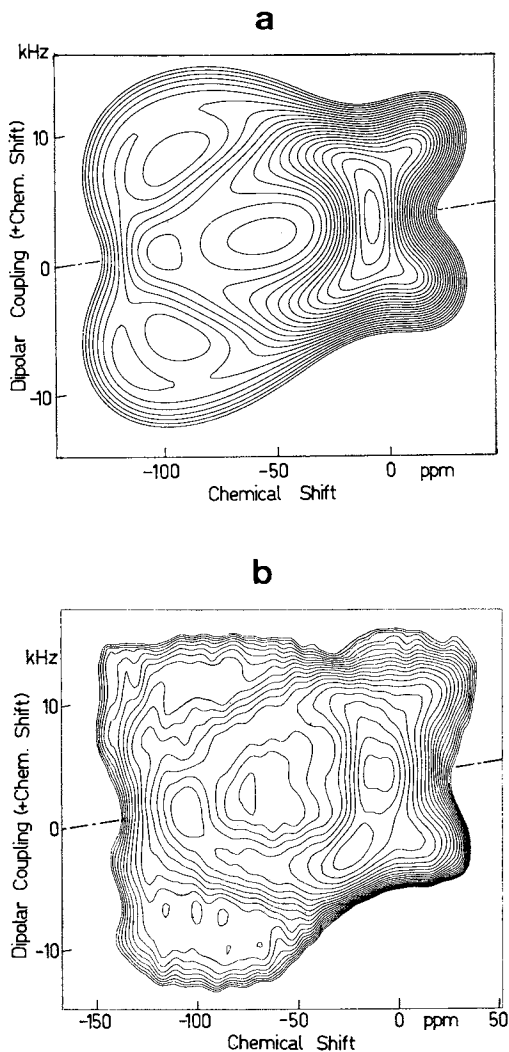 a
kHz
10
0
-10
Dipolar Coupling (+Chem. Shift)
-100 -50 0 ppm
Chemical Shift
b
kHz
10
0
-10
Dipolar Coupling (+Chem. Shift)
-150 -100 -50 0 ppm 50
Chemical Shift